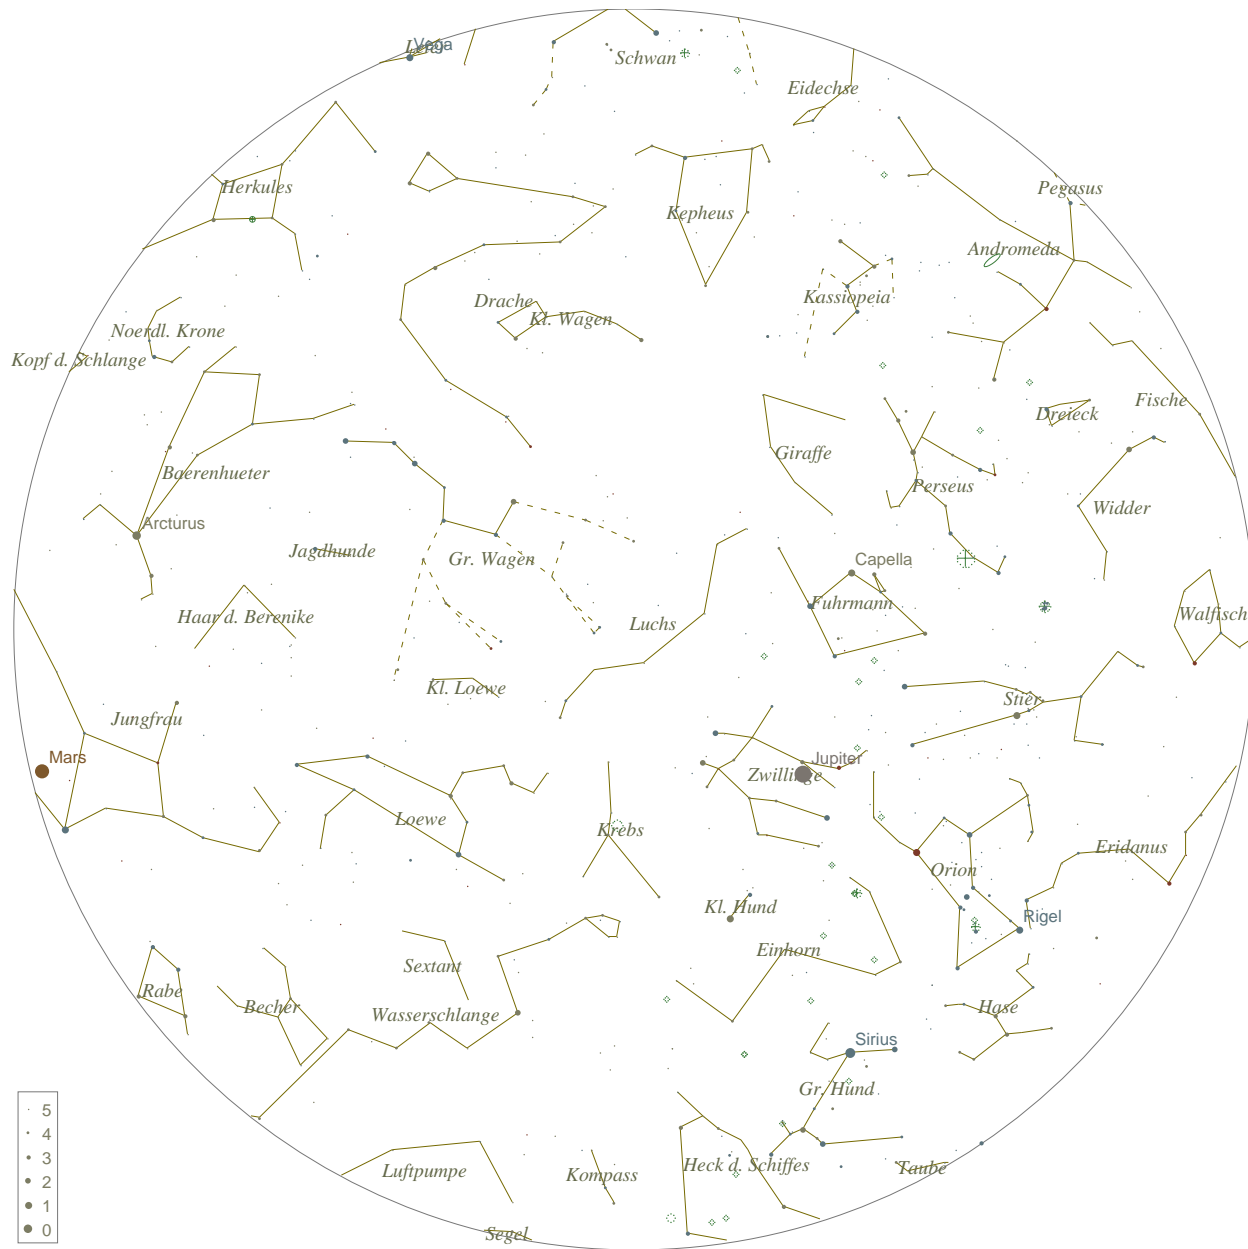 Vega
Schwan
Eidechse
Herkules
Pegasus
Kepheus
Andromeda
Kassiopeia
Drache
Kl. Wagen
Noerdl. Krone
Kopf d. Schlange
Fische
Dreieck
Giraffe
Baerenhueter
Perseus
Widder
Arcturus
Jagdhunde
Gr. Wagen
Capella
Fuhrmann
Haar d. Berenike
Luchs
Walfisch
Kl. Loewe
Stier
Jungfrau
Mars
Jupiter
Zwillinge
Loewe
Krebs
Eridanus
Orion
Kl. Hund
Rigel
Einhorn
Sextant
Rabe
Becher
Wasserschlange
Hase
Sirius
Gr. Hund
Luftpumpe
Kompass
Heck d. Schiffes
Taube
Segel
5
4
3
2
1
0